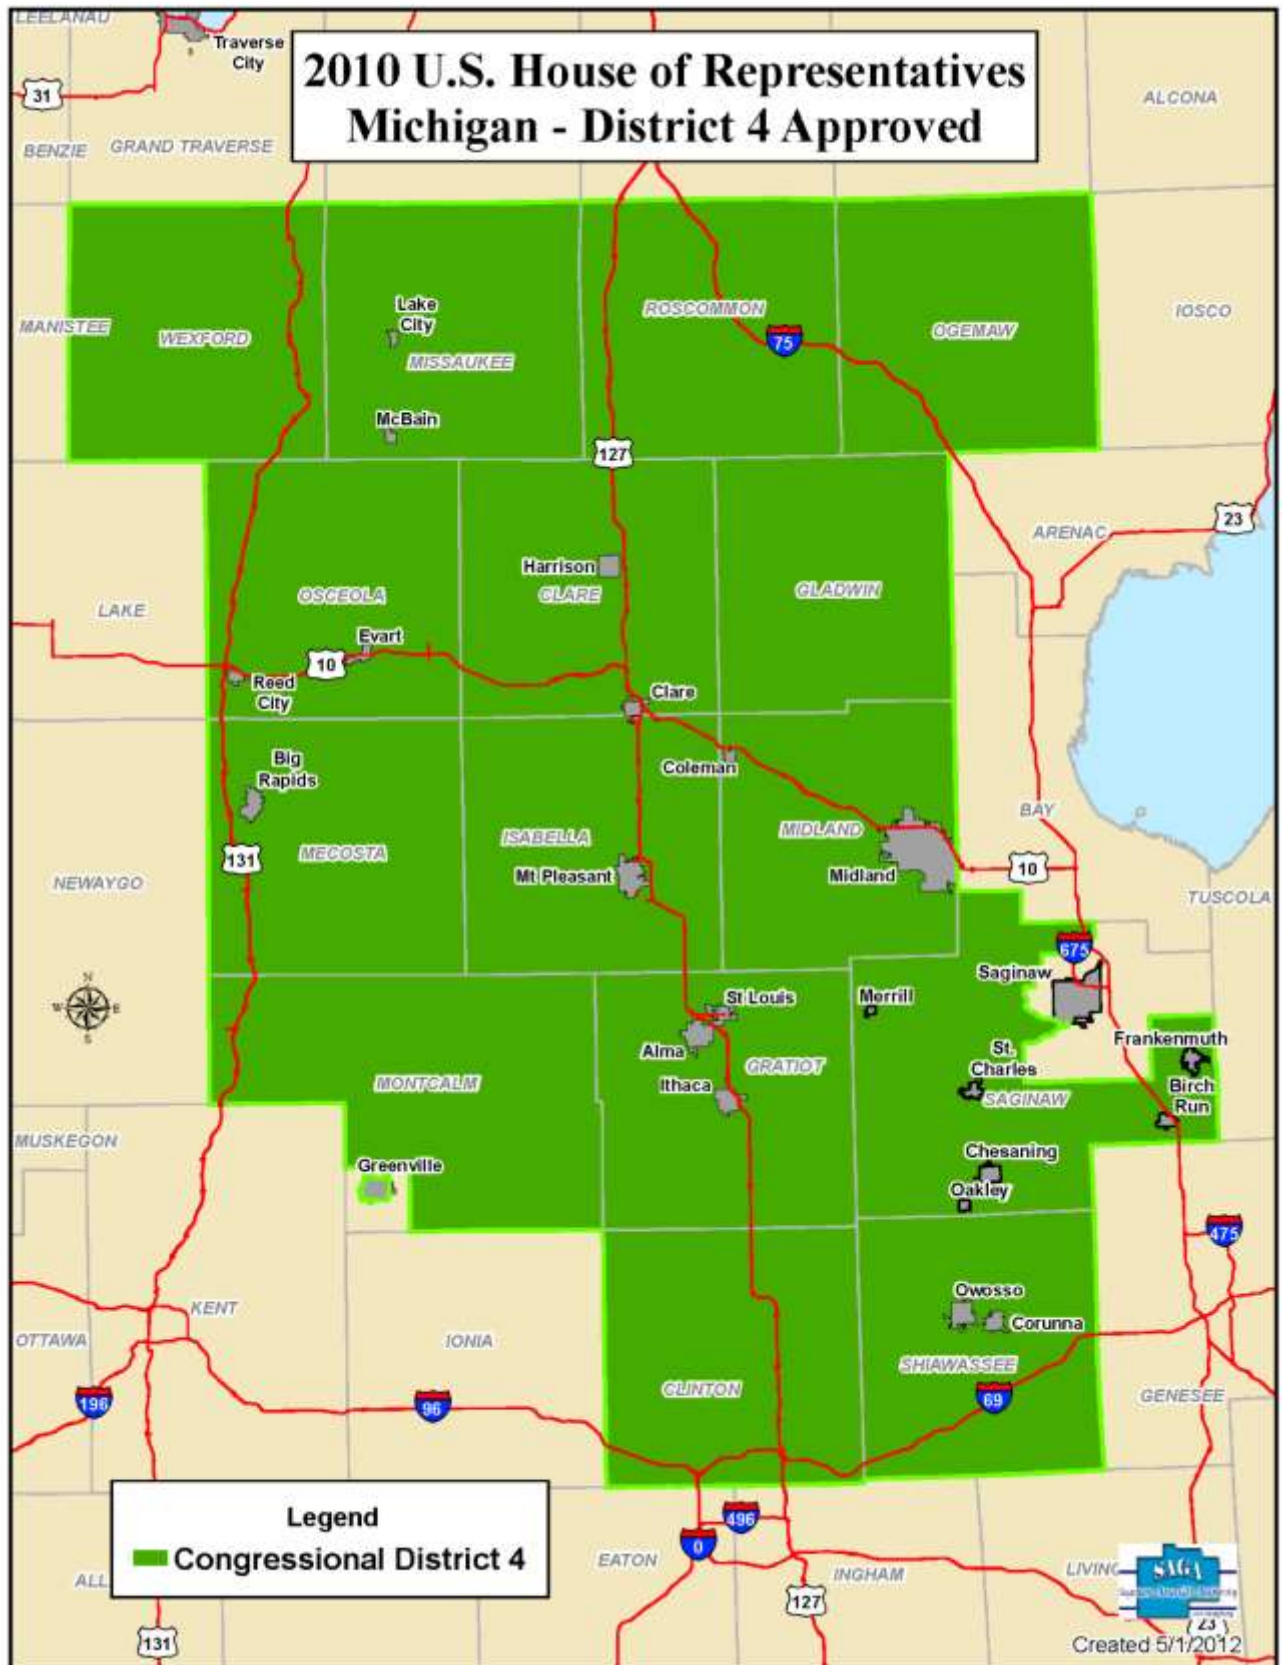 LEELANAU
Traverse
City
31
2010 U.S. House of Representatives
Michigan - District 4 Approved
ALCONA
BENZIE
GRAND TRAVERSE
MANISTEE
WEXFORD
Lake
City
MISSAUKEE
ROSCOMMON
75
OGEMAW
IOSCO
McBain
127
23
ARENAC
Harrison
CLARE
OSCEOLA
GLADWIN
LAKE
Evart
10
Reed
City
Clare
Big
Rapids
Coleman
BAY
MIDLAND
ISABELLA
MECOSTA
131
Mt Pleasant
Midland
10
NEWAYGO
TUSCOLA
675
Saginaw
N
W
E
S
St Louis
Merrill
Alma
GRATIOT
St.
Charles
Frankenmuth
Ithaca
MONTCALM
SAGINAW
Birch
Run
MUSKEGON
Greenville
Chesaning
Oakley
475
KENT
Owosso
Corunna
OTTAWA
IONIA
SHIAWASSEE
CLINTON
69
GENESEE
196
96
Legend
Congressional District 4
496
0
EATON
INGHAM
LIVING
ALL
SAGA
127
23
131
Created 5/1/2012